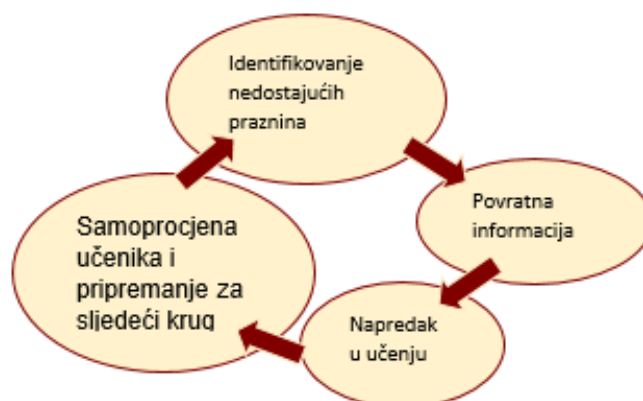 Identifikovanje
nedostajućih
praznina
Povratna
informacija
Napredak
u učenju
Samoprocjena
učenika i
pripremanje za
sljedeći krug